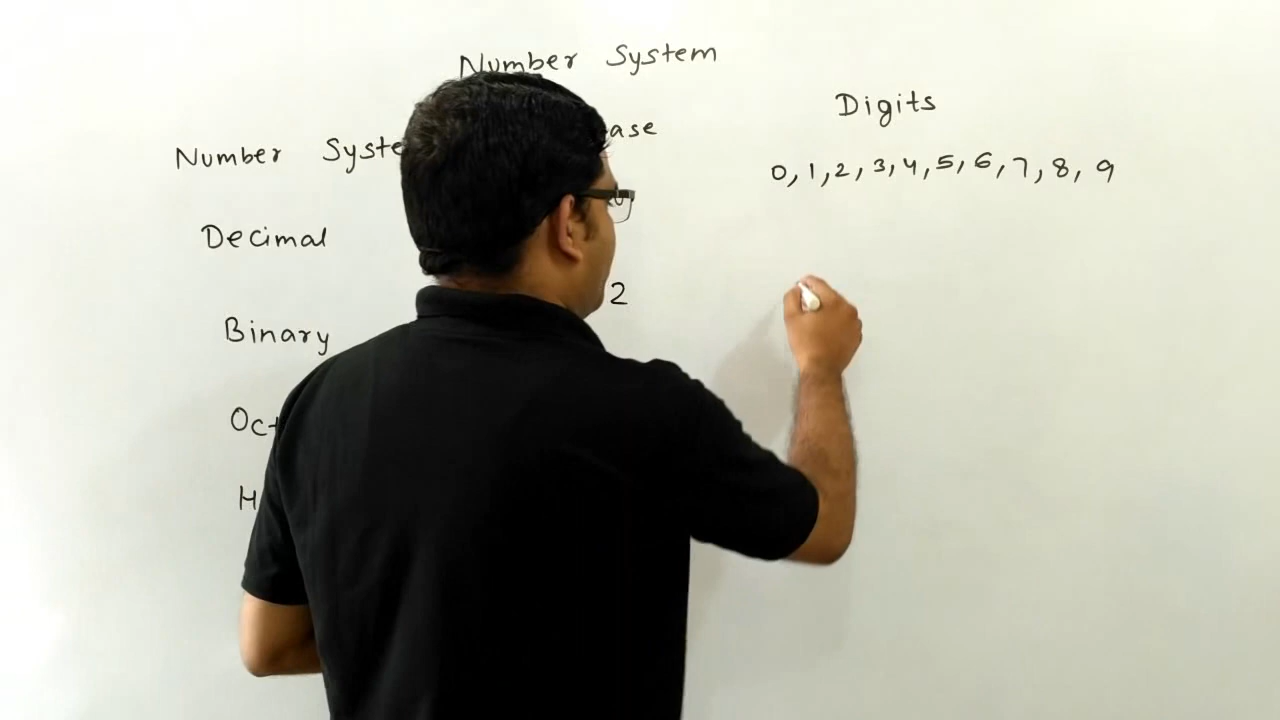 Number System
Digits
Number Syste ase
0, 1, 2, 3, 4, 5, 6, 7, 8, 9
Decimal
2
Binary
Oct
H